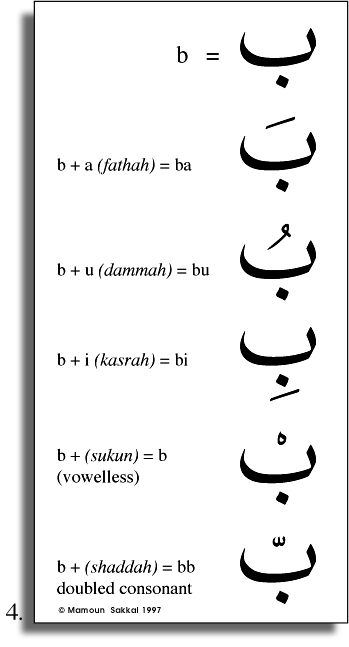 b = ب
b + a (fathah) = ba بَ
b + u (dammah) = bu بُ
b + i (kasrah) = bi بِ
b + (sukun) = b بْ
(vowelless)
b + (shaddah) = bb بّ
doubled consonant
4. © Mamoun Sakkal 1997